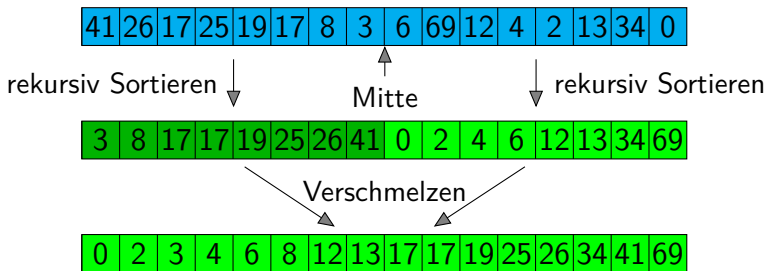 41 26 17 25 19 17 8 3 6 69 12 4 2 13 34 0
rekursiv Sortieren rekursiv Sortieren
Mitte
3 8 17 17 19 25 26 41 0 2 4 6 12 13 34 69
Verschmelzen
0 2 3 4 6 8 12 13 17 17 19 25 26 34 41 69